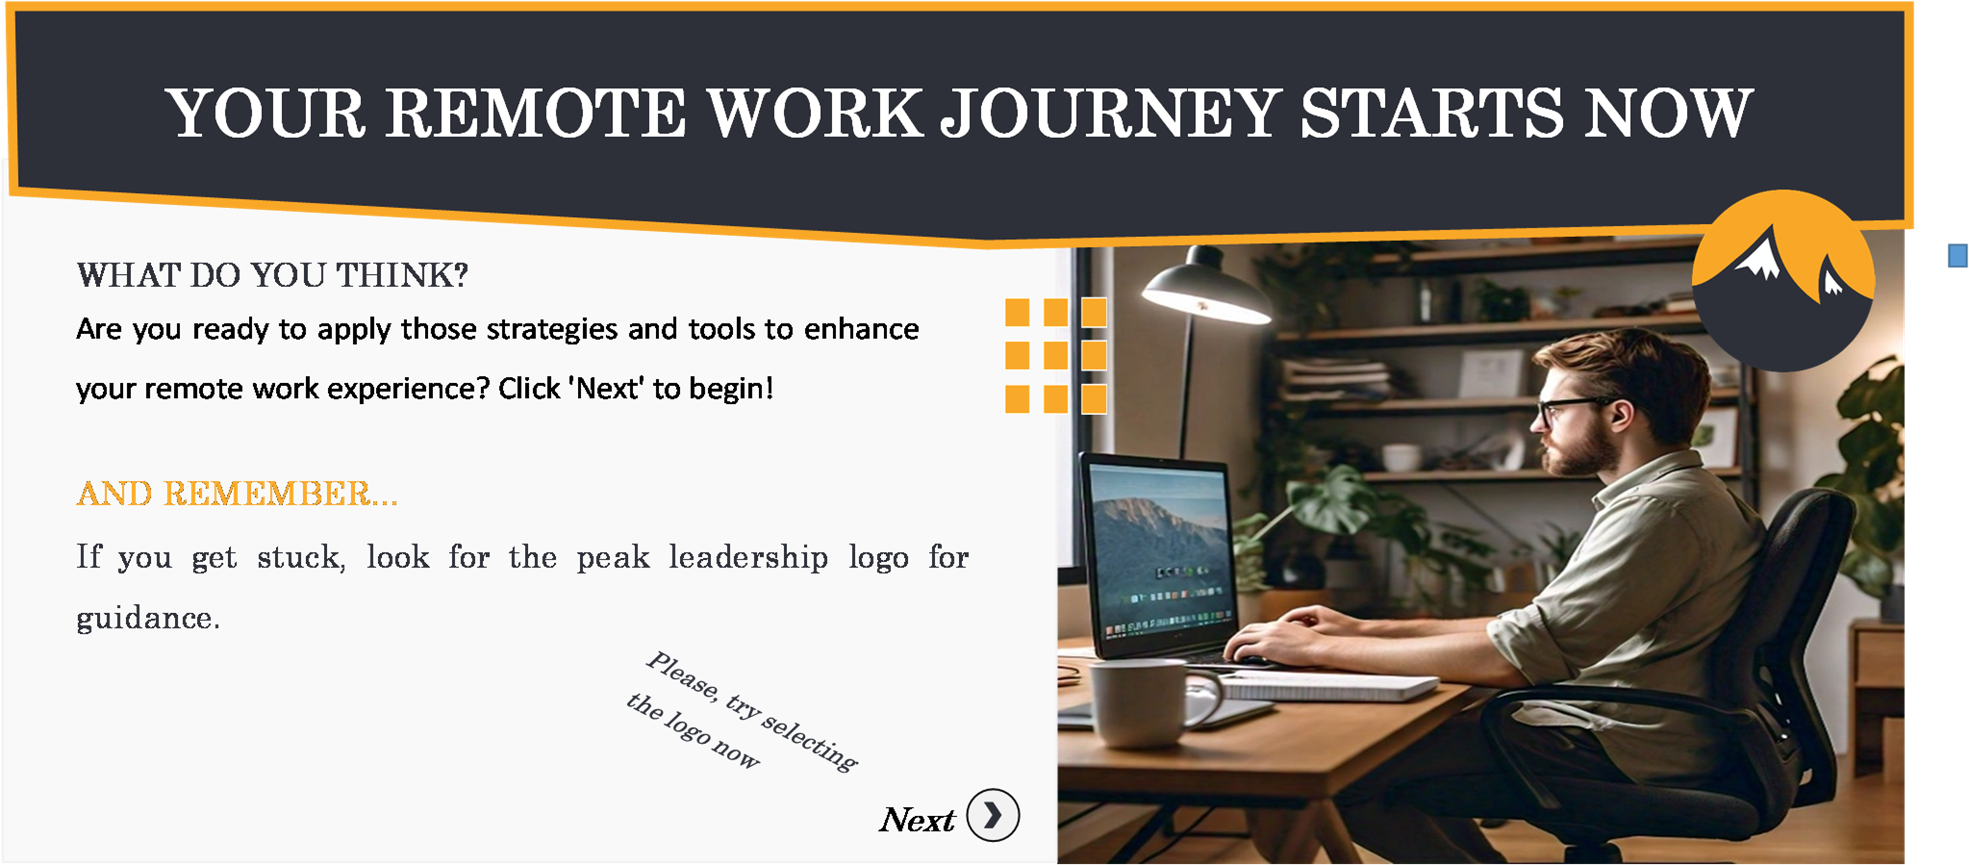 YOUR REMOTE WORK JOURNEY STARTS NOW
WHAT DO YOU THINK?
Are you ready to apply those strategies and tools to enhance
your remote work experience? Click 'Next' to begin!
AND REMEMBER...
If you get stuck, look for the peak leadership logo for
guidance.
Please, try selecting
the logo now
Next